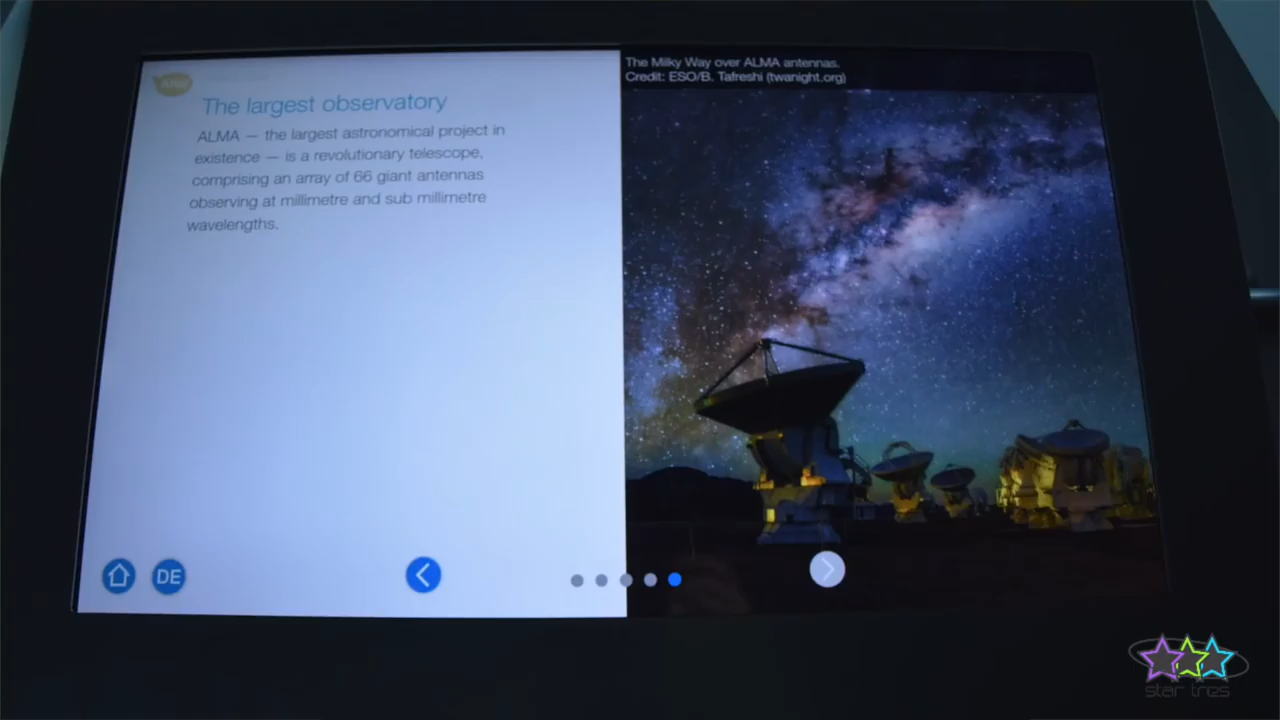 The largest observatory
ALMA — the largest astronomical project in
existence — is a revolutionary telescope,
comprising an array of 66 giant antennas
observing at millimetre and sub millimetre
wavelengths.
The Milky Way over ALMA antennas.
Credit: ESO/B. Tafreshi (twanight.org)
DE
star tres